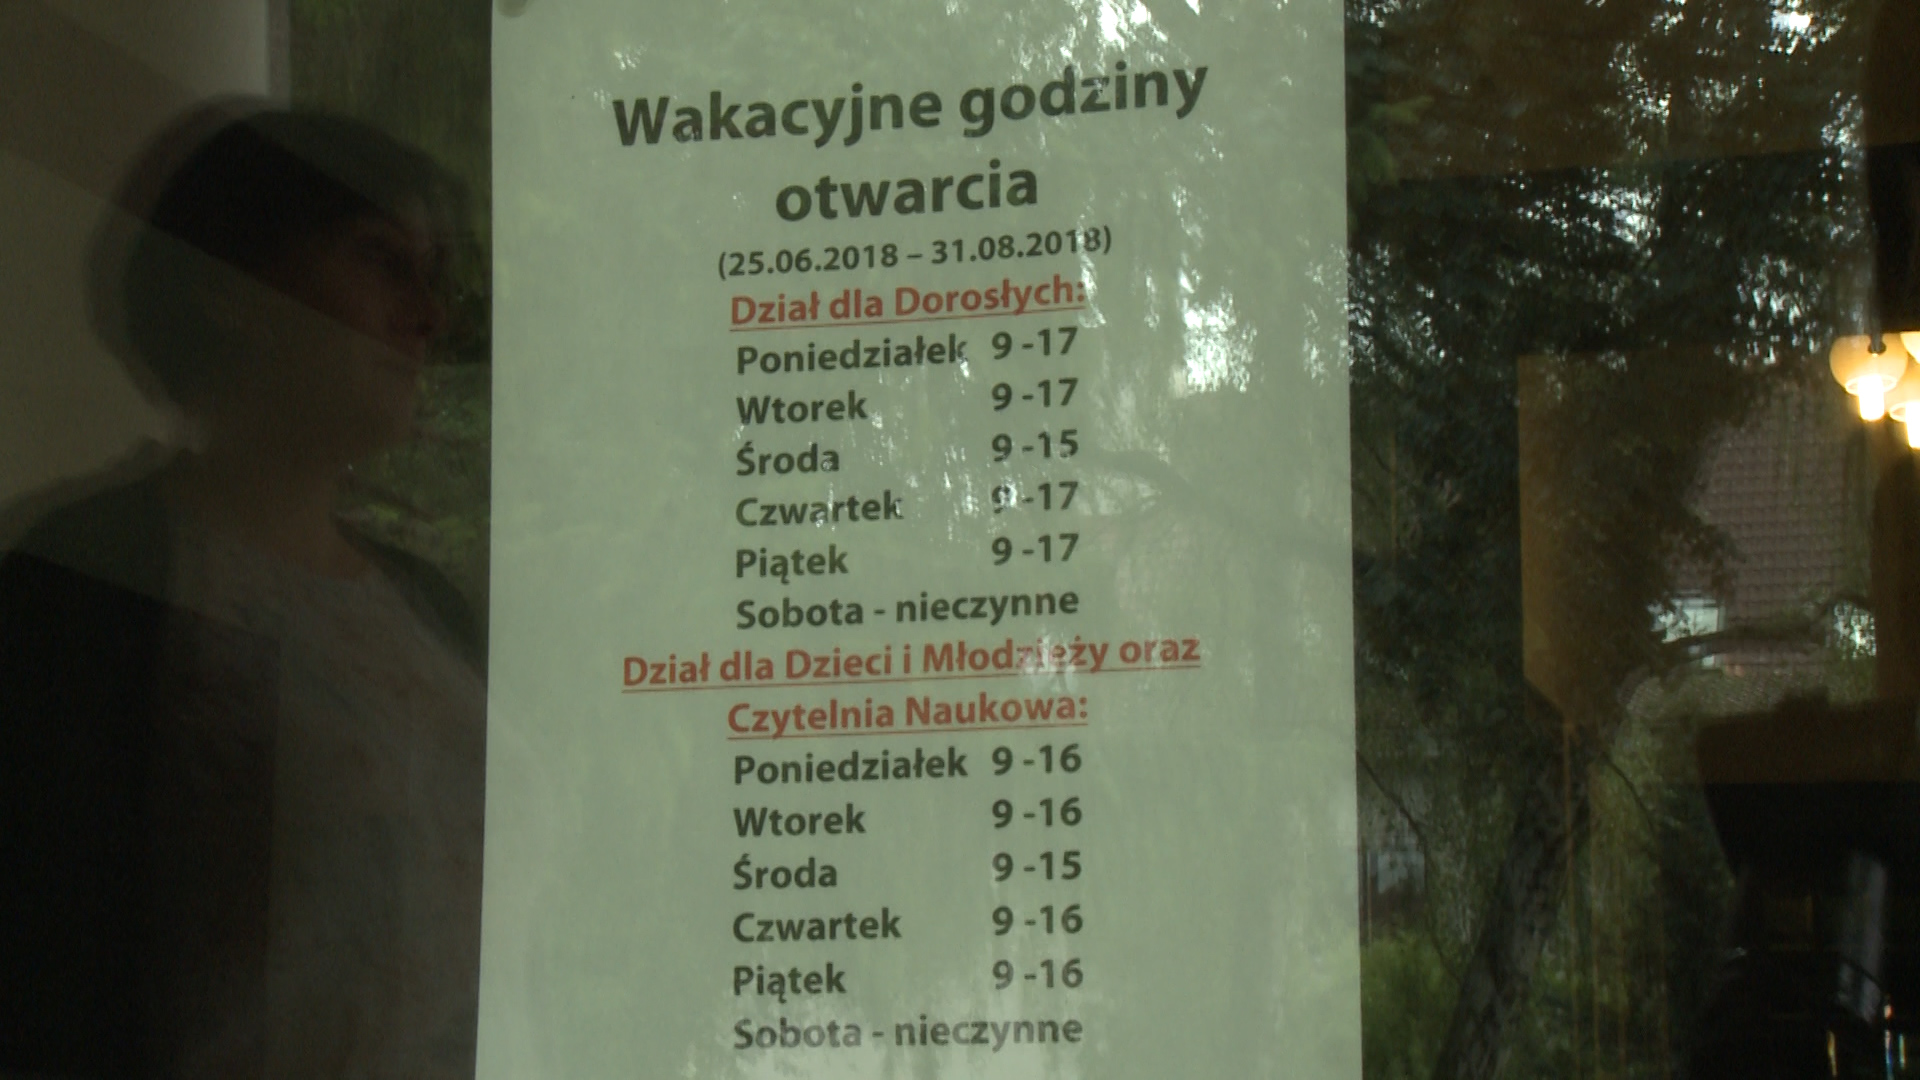 Wakacyjne godziny
otwarcia
(25.06.2018 – 31.08.2018)
Dział dla Dorosłych:
Poniedziałek 9 -17
Wtorek 9 -17
Środa 9 -15
Czwartek 9 -17
Piątek 9 -17
Sobota - nieczynne
Dział dla Dzieci i Młodzieży oraz
Czytelnia Naukowa:
Poniedziałek 9 -16
Wtorek 9 -16
Środa 9 -15
Czwartek 9 -16
Piątek 9 -16
Sobota - nieczynne